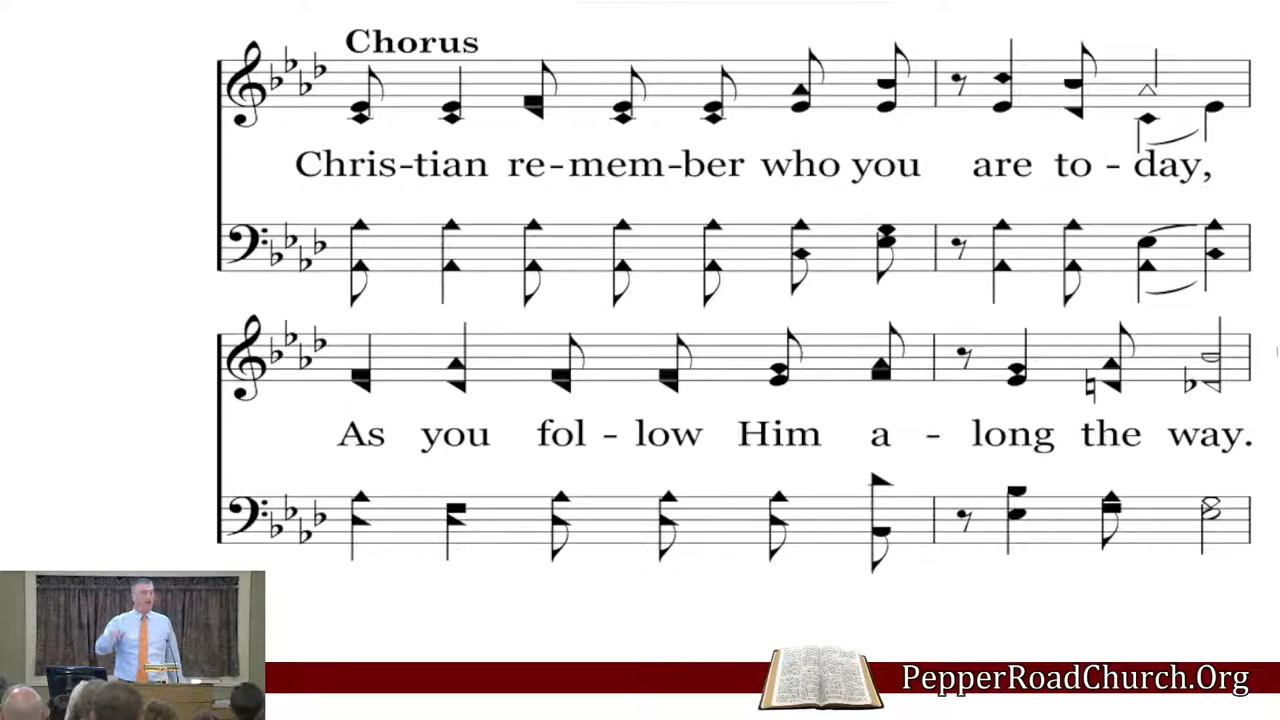 Chorus
Chris-tian re-mem-ber who you are to-day,
As you fol-low Him a-long the way.
PepperRoadChurch.Org